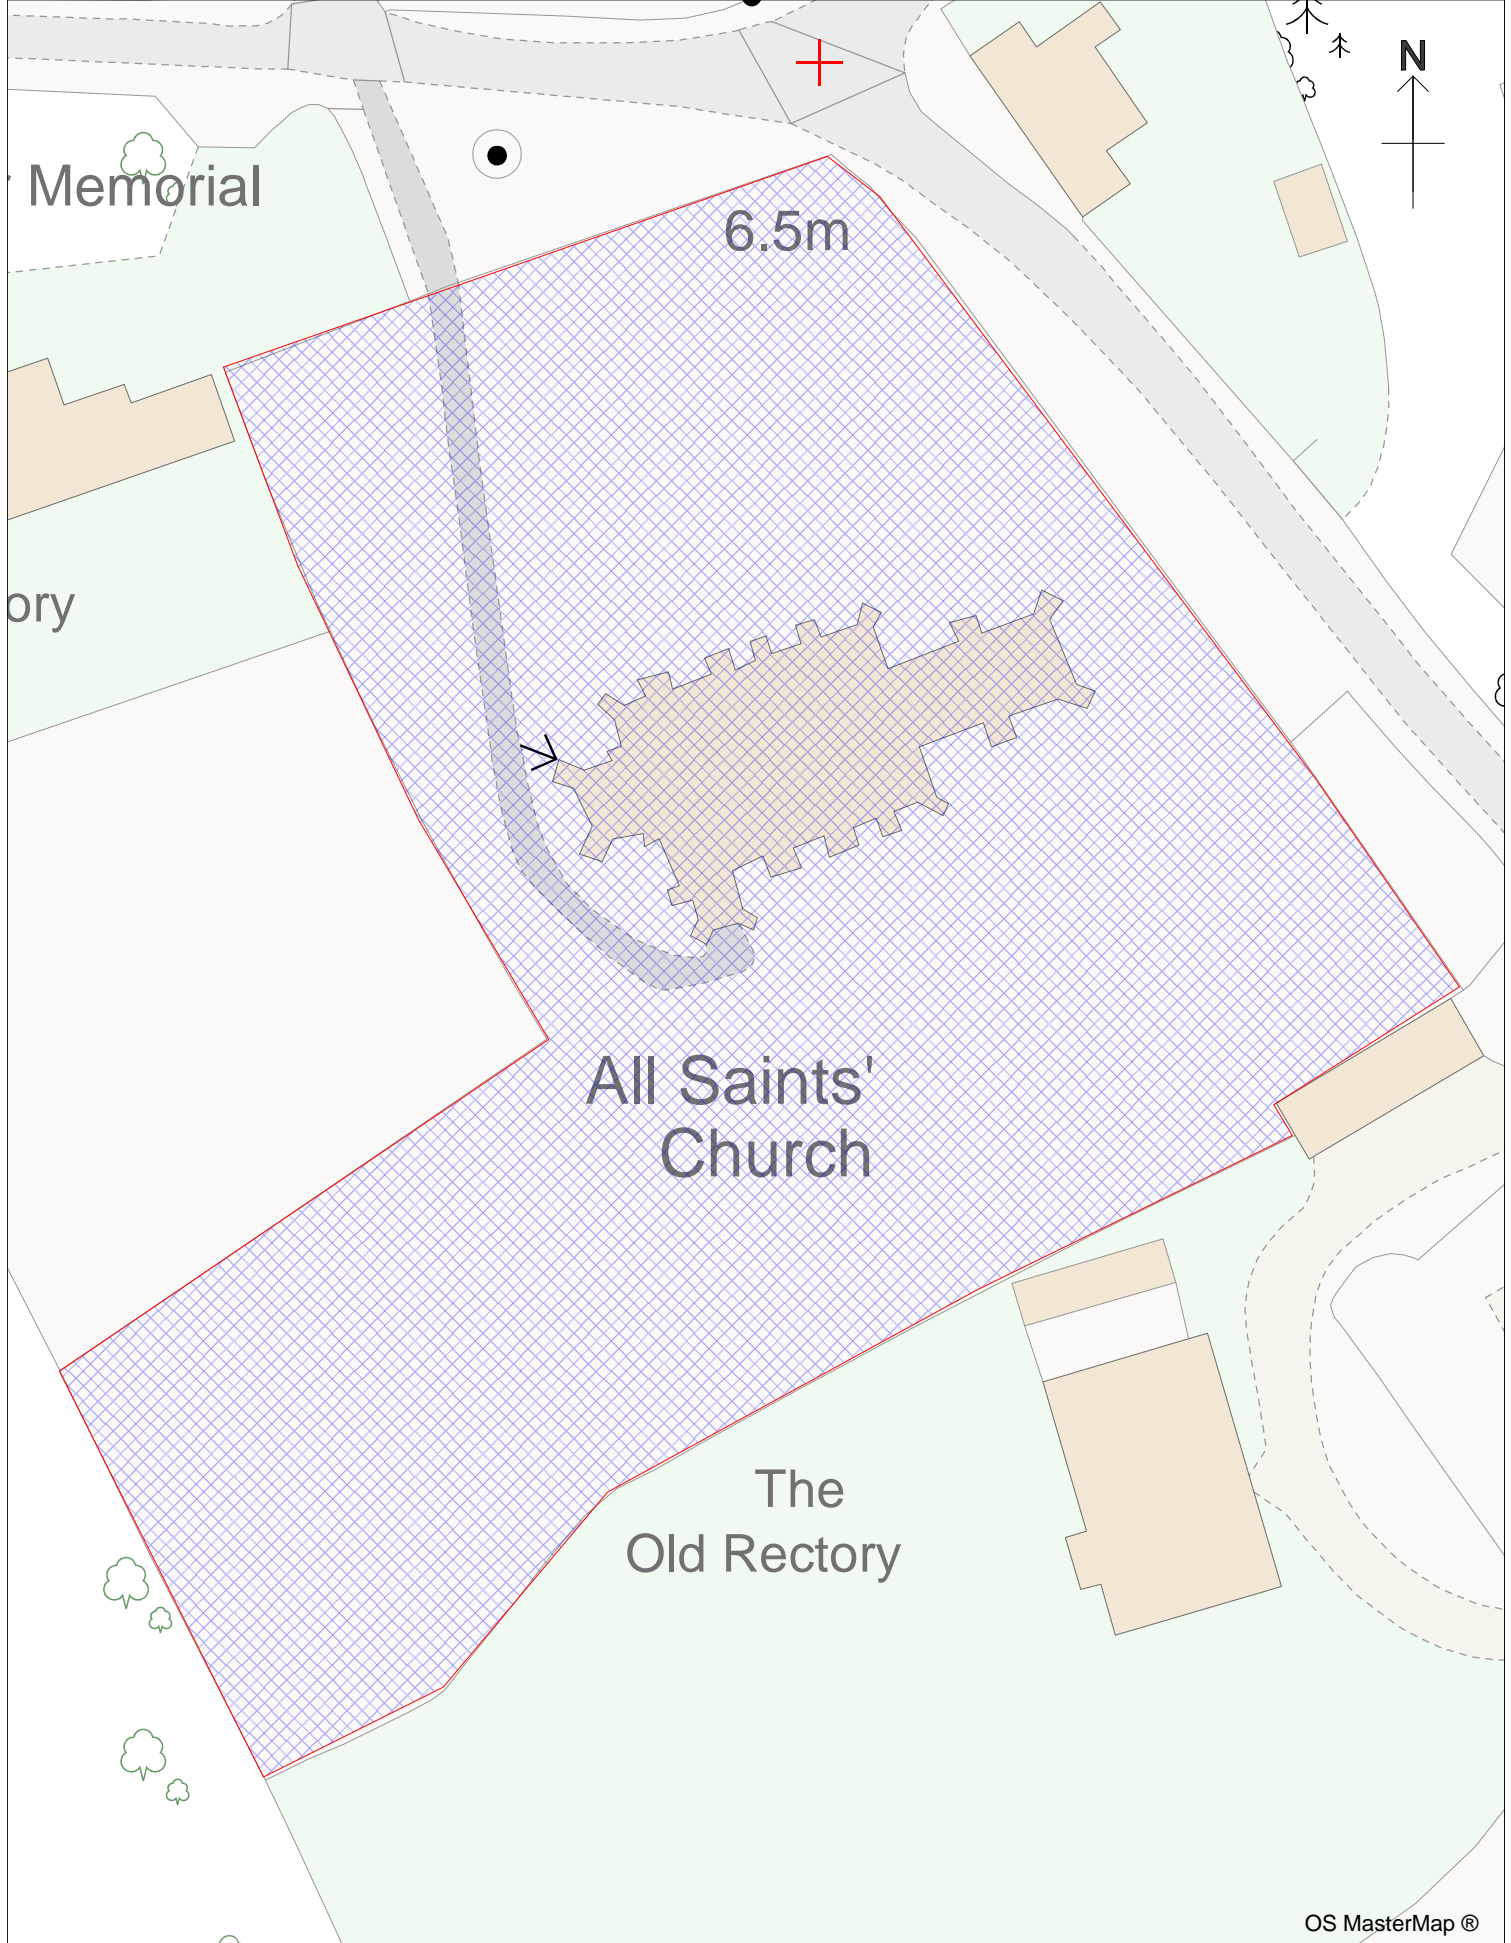 N
Memorial
6.5m
ory
All Saints'
Church
The
Old Rectory
OS MasterMap ®